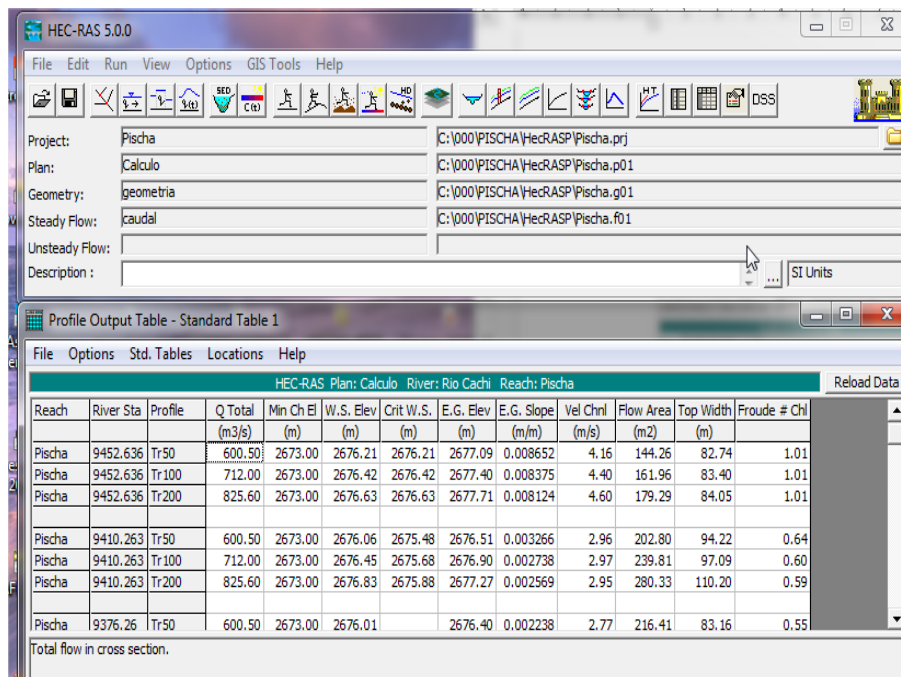 HEC-RAS 5.0.0
File Edit Run View Options GIS Tools Help
SED C(t) HD HT DSS
Project: Pischa C:\000\PISCHA\HecRASP\Pischa.prj
Plan: Calculo C:\000\PISCHA\HecRASP\Pischa.p01
Geometry: geometria C:\000\PISCHA\HecRASP\Pischa.g01
Steady Flow: caudal C:\000\PISCHA\HecRASP\Pischa.f01
Unsteady Flow:
Description : ... SI Units
Profile Output Table - Standard Table 1
File Options Std. Tables Locations Help
HEC-RAS Plan: Calculo River: Rio Cachi Reach: Pischa Reload Data
Reach River Sta Profile Q Total Min Ch El W.S. Elev Crit W.S. E.G. Elev E.G. Slope Vel Chnl Flow Area Top Width Froude # Chl
(m3/s) (m) (m) (m) (m) (m/m) (m/s) (m2) (m)
Pischa 9452.636 Tr50 600.50 2673.00 2676.21 2676.21 2677.09 0.008652 4.16 144.26 82.74 1.01
Pischa 9452.636 Tr100 712.00 2673.00 2676.42 2676.42 2677.40 0.008375 4.40 161.96 83.40 1.01
Pischa 9452.636 Tr200 825.60 2673.00 2676.63 2676.63 2677.71 0.008124 4.60 179.29 84.05 1.01
Pischa 9410.263 Tr50 600.50 2673.00 2676.06 2675.48 2676.51 0.003266 2.96 202.80 94.22 0.64
Pischa 9410.263 Tr100 712.00 2673.00 2676.45 2675.68 2676.90 0.002738 2.97 239.81 97.09 0.60
Pischa 9410.263 Tr200 825.60 2673.00 2676.83 2675.88 2677.27 0.002569 2.95 280.33 110.20 0.59
Pischa 9376.26 Tr50 600.50 2673.00 2676.01 2676.40 0.002238 2.77 216.41 83.16 0.55
Total flow in cross section.